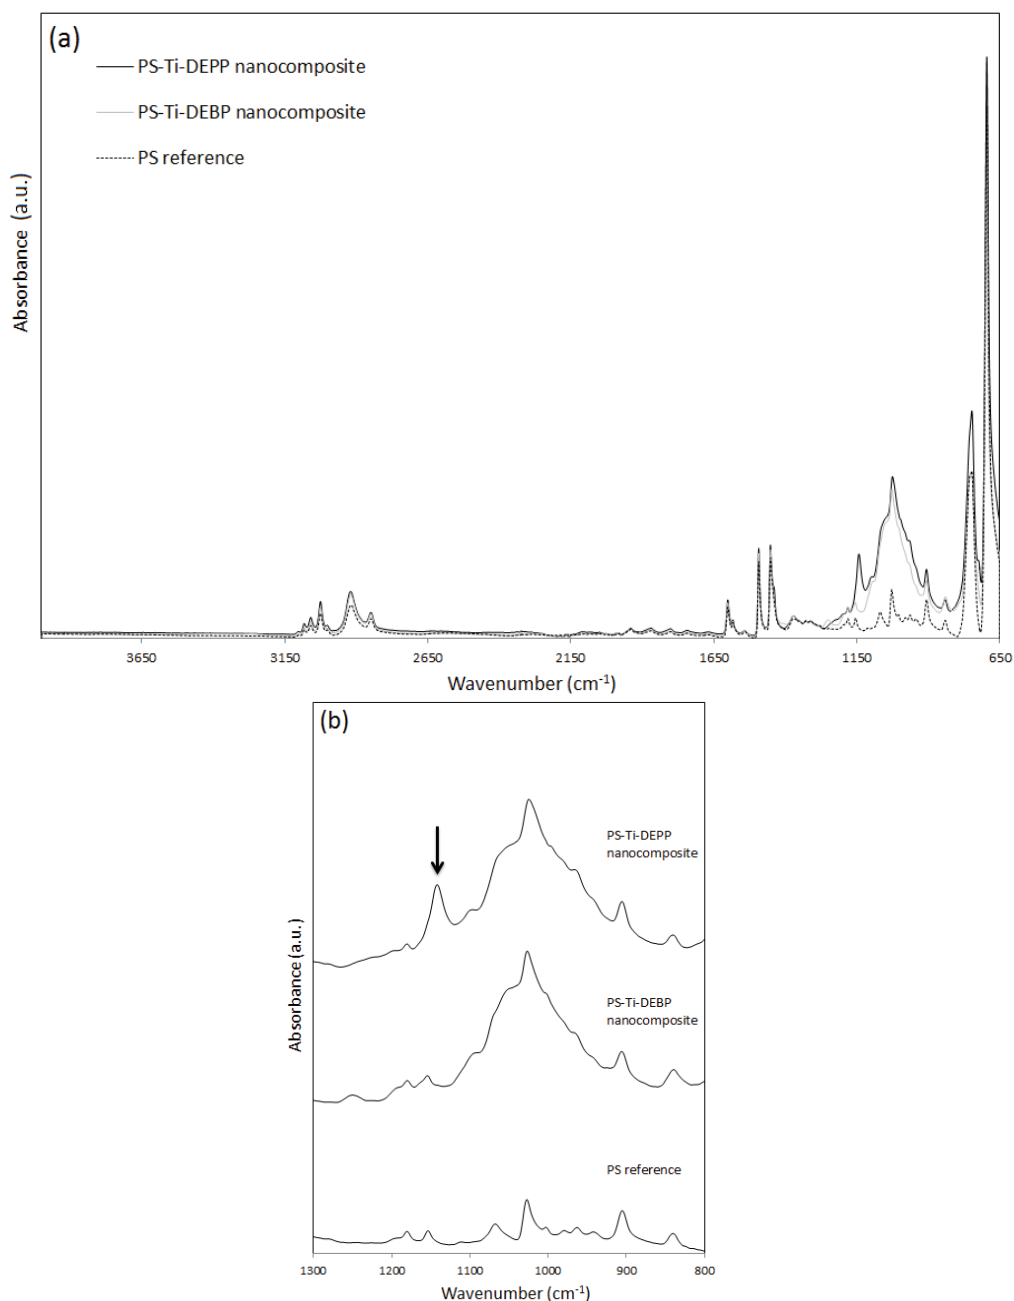 (a)
PS-Ti-DEPP nanocomposite
PS-Ti-DEBP nanocomposite
PS reference
Absorbance (a.u.)
3650 3150 2650 2150 1650 1150 650
Wavenumber (cm⁻¹)
(b)
PS-Ti-DEPP
nanocomposite
PS-Ti-DEBP
nanocomposite
PS reference
Absorbance (a.u.)
1300 1200 1100 1000 900 800
Wavenumber (cm⁻¹)